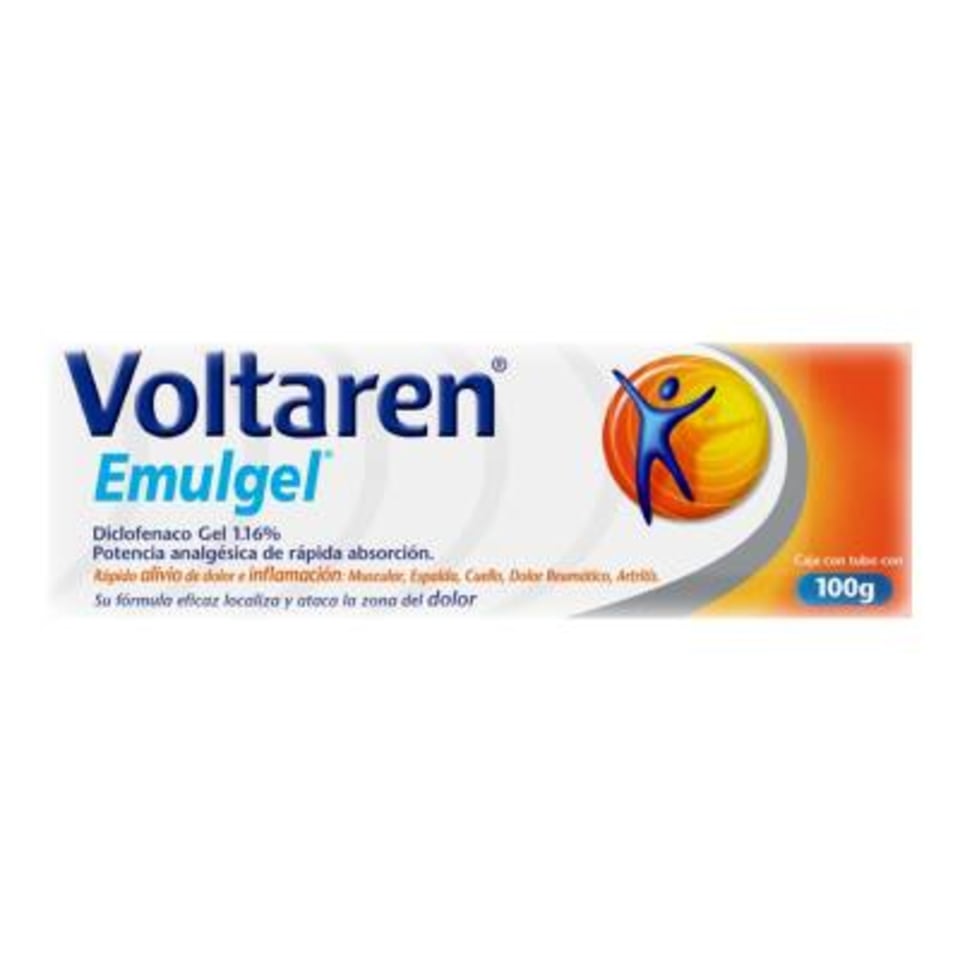 Voltaren®
Emulgel®
Diclofenaco Gel 1.16%
Potencia analgésica de rápida absorción.
Rápido alivio de dolor e inflamación: Muscular, Espalda, Cuello, Dolor Reumático, Artritis.
Su fórmula eficaz localiza y ataca la zona del dolor
Caja con tubo con
100g